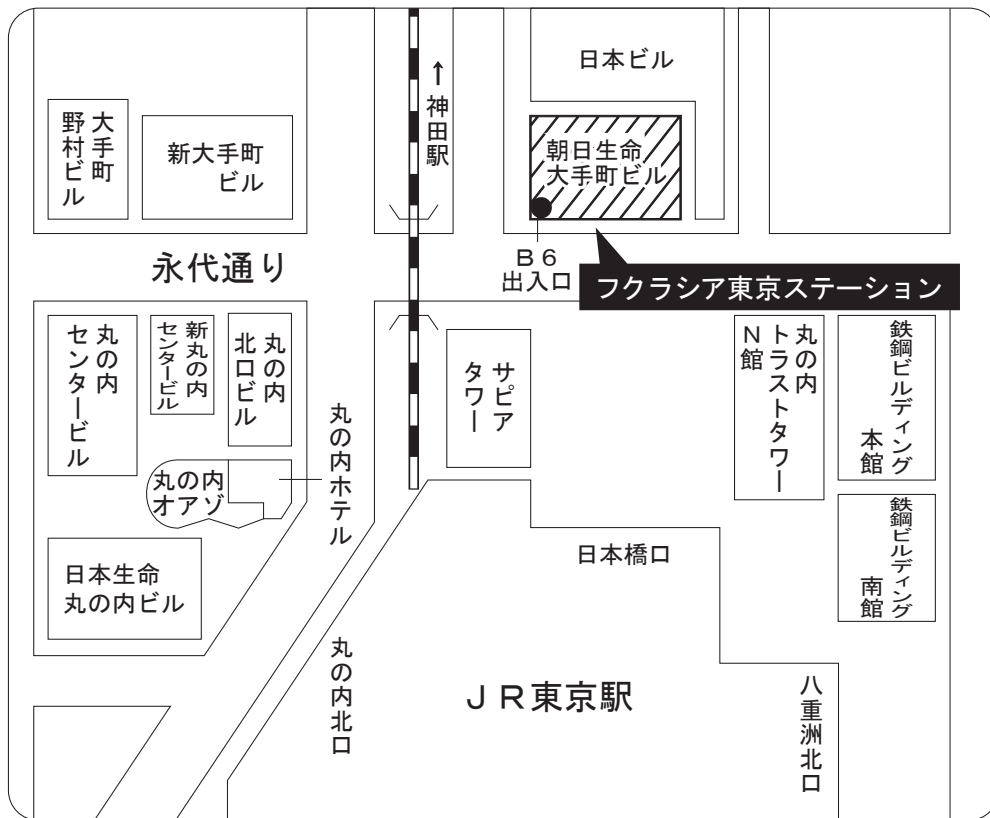 日本ビル
↑神田駅
大手町
野村ビル
新大手町
ビル
朝日生命
大手町ビル
永代通り
B6
出入口
フクラシア東京ステーション
丸の内
センタービル
新丸の内
センタービル
丸の内
北口ビル
サピア
タワー
丸の内
トラストタワー
N館
鉄鋼ビルディング
本館
丸の内ホテル
丸の内
オアゾ
鉄鋼ビルディング
南館
日本橋口
日本生命
丸の内ビル
丸の内北口
JR東京駅
八重洲北口